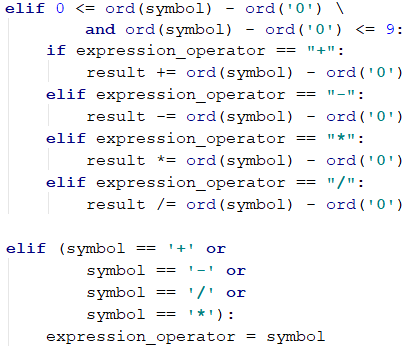 elif 0 <= ord(symbol) - ord('0') \
        and ord(symbol) - ord('0') <= 9:
    if expression_operator == "+":
        result += ord(symbol) - ord('0')
    elif expression_operator == "-":
        result -= ord(symbol) - ord('0')
    elif expression_operator == "*":
        result *= ord(symbol) - ord('0')
    elif expression_operator == "/":
        result /= ord(symbol) - ord('0')

elif (symbol == '+' or
        symbol == '-' or
        symbol == '/' or
        symbol == '*'):
    expression_operator = symbol